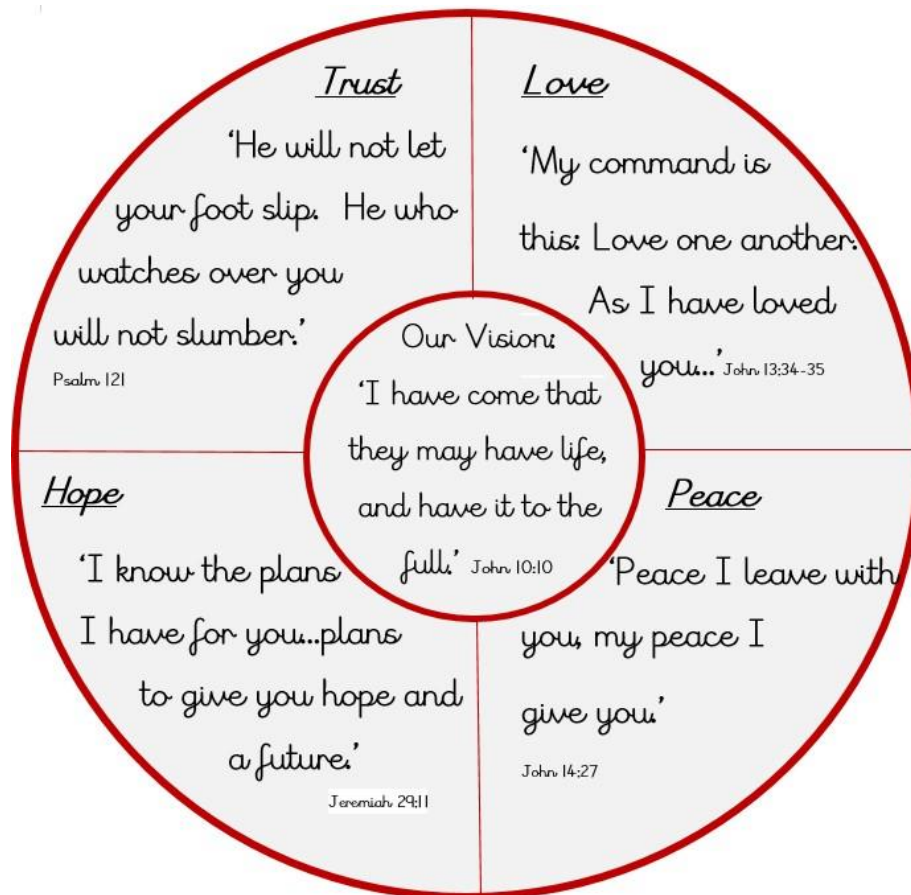 Trust
'He will not let
your foot slip. He who
watches over you
will not slumber.'
Psalm 121
Love
'My command is
this: Love one another.
As I have loved
you...' John 13:34-35
Our Vision:
'I have come that
they may have life,
and have it to the
full.' John 10:10
Hope
'I know the plans
I have for you...plans
to give you hope and
a future.'
Jeremiah 29:11
Peace
'Peace I leave with
you, my peace I
give you.'
John 14:27